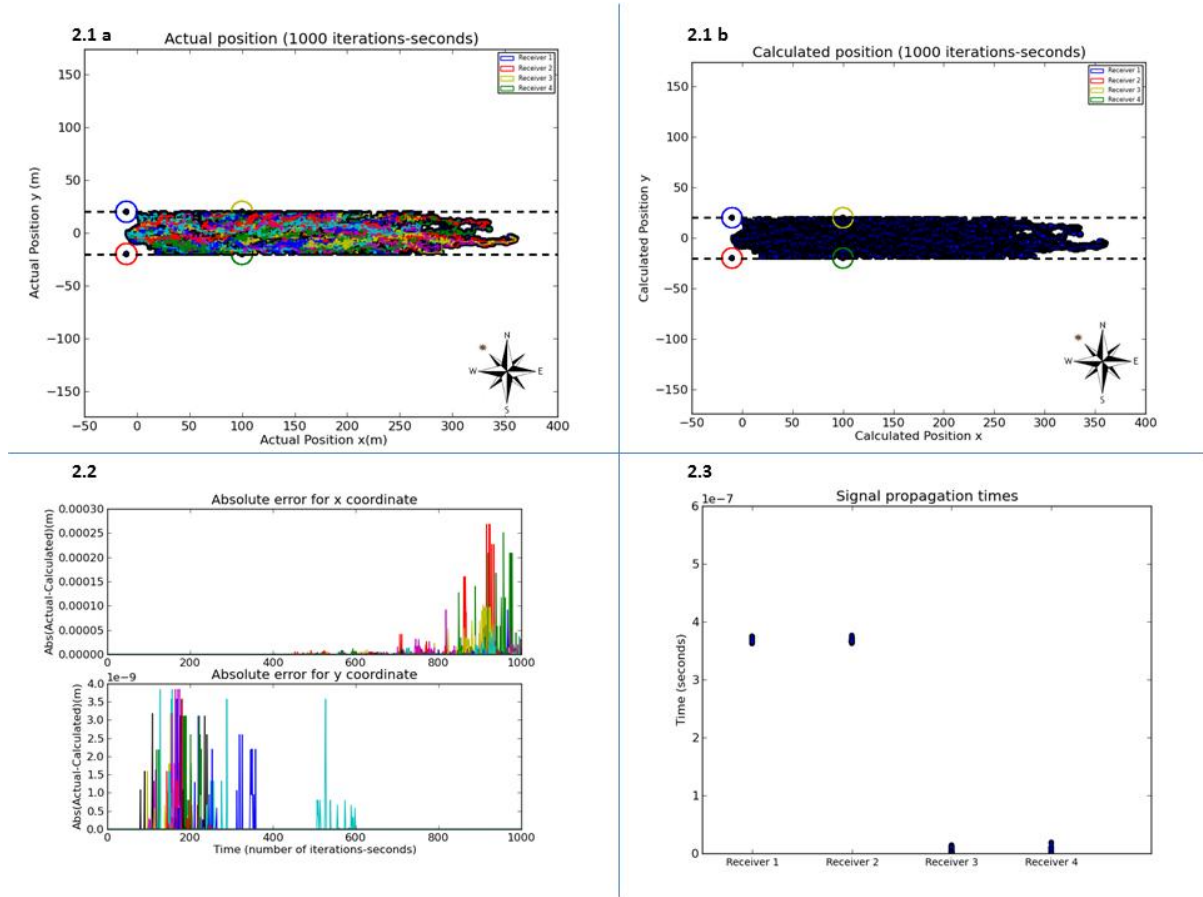 2.1 a
Actual position (1000 iterations-seconds)
Receiver 1
Receiver 2
Receiver 3
Receiver 4
150
100
50
0
−50
−100
−150
Actual Position y (m)
N
W
E
S
−50 0 50 100 150 200 250 300 350 400
Actual Position x(m)
2.1 b
Calculated position (1000 iterations-seconds)
Receiver 1
Receiver 2
Receiver 3
Receiver 4
150
100
50
0
−50
−100
−150
Calculated Position y
N
W
E
S
−50 0 50 100 150 200 250 300 350 400
Calculated Position x
2.2
Absolute error for x coordinate
0.00030
0.00025
0.00020
0.00015
0.00010
0.00005
0.00000
Abs(Actual-Calculated)(m)
0 200 400 600 800 1000
Absolute error for y coordinate
1e−9
4.0
3.5
3.0
2.5
2.0
1.5
1.0
0.5
0.0
Abs(Actual-Calculated)(m)
0 200 400 600 800 1000
Time (number of iterations-seconds)
2.3
Signal propagation times
1e−7
6
5
4
3
2
1
0
Time (seconds)
Receiver 1 Receiver 2 Receiver 3 Receiver 4